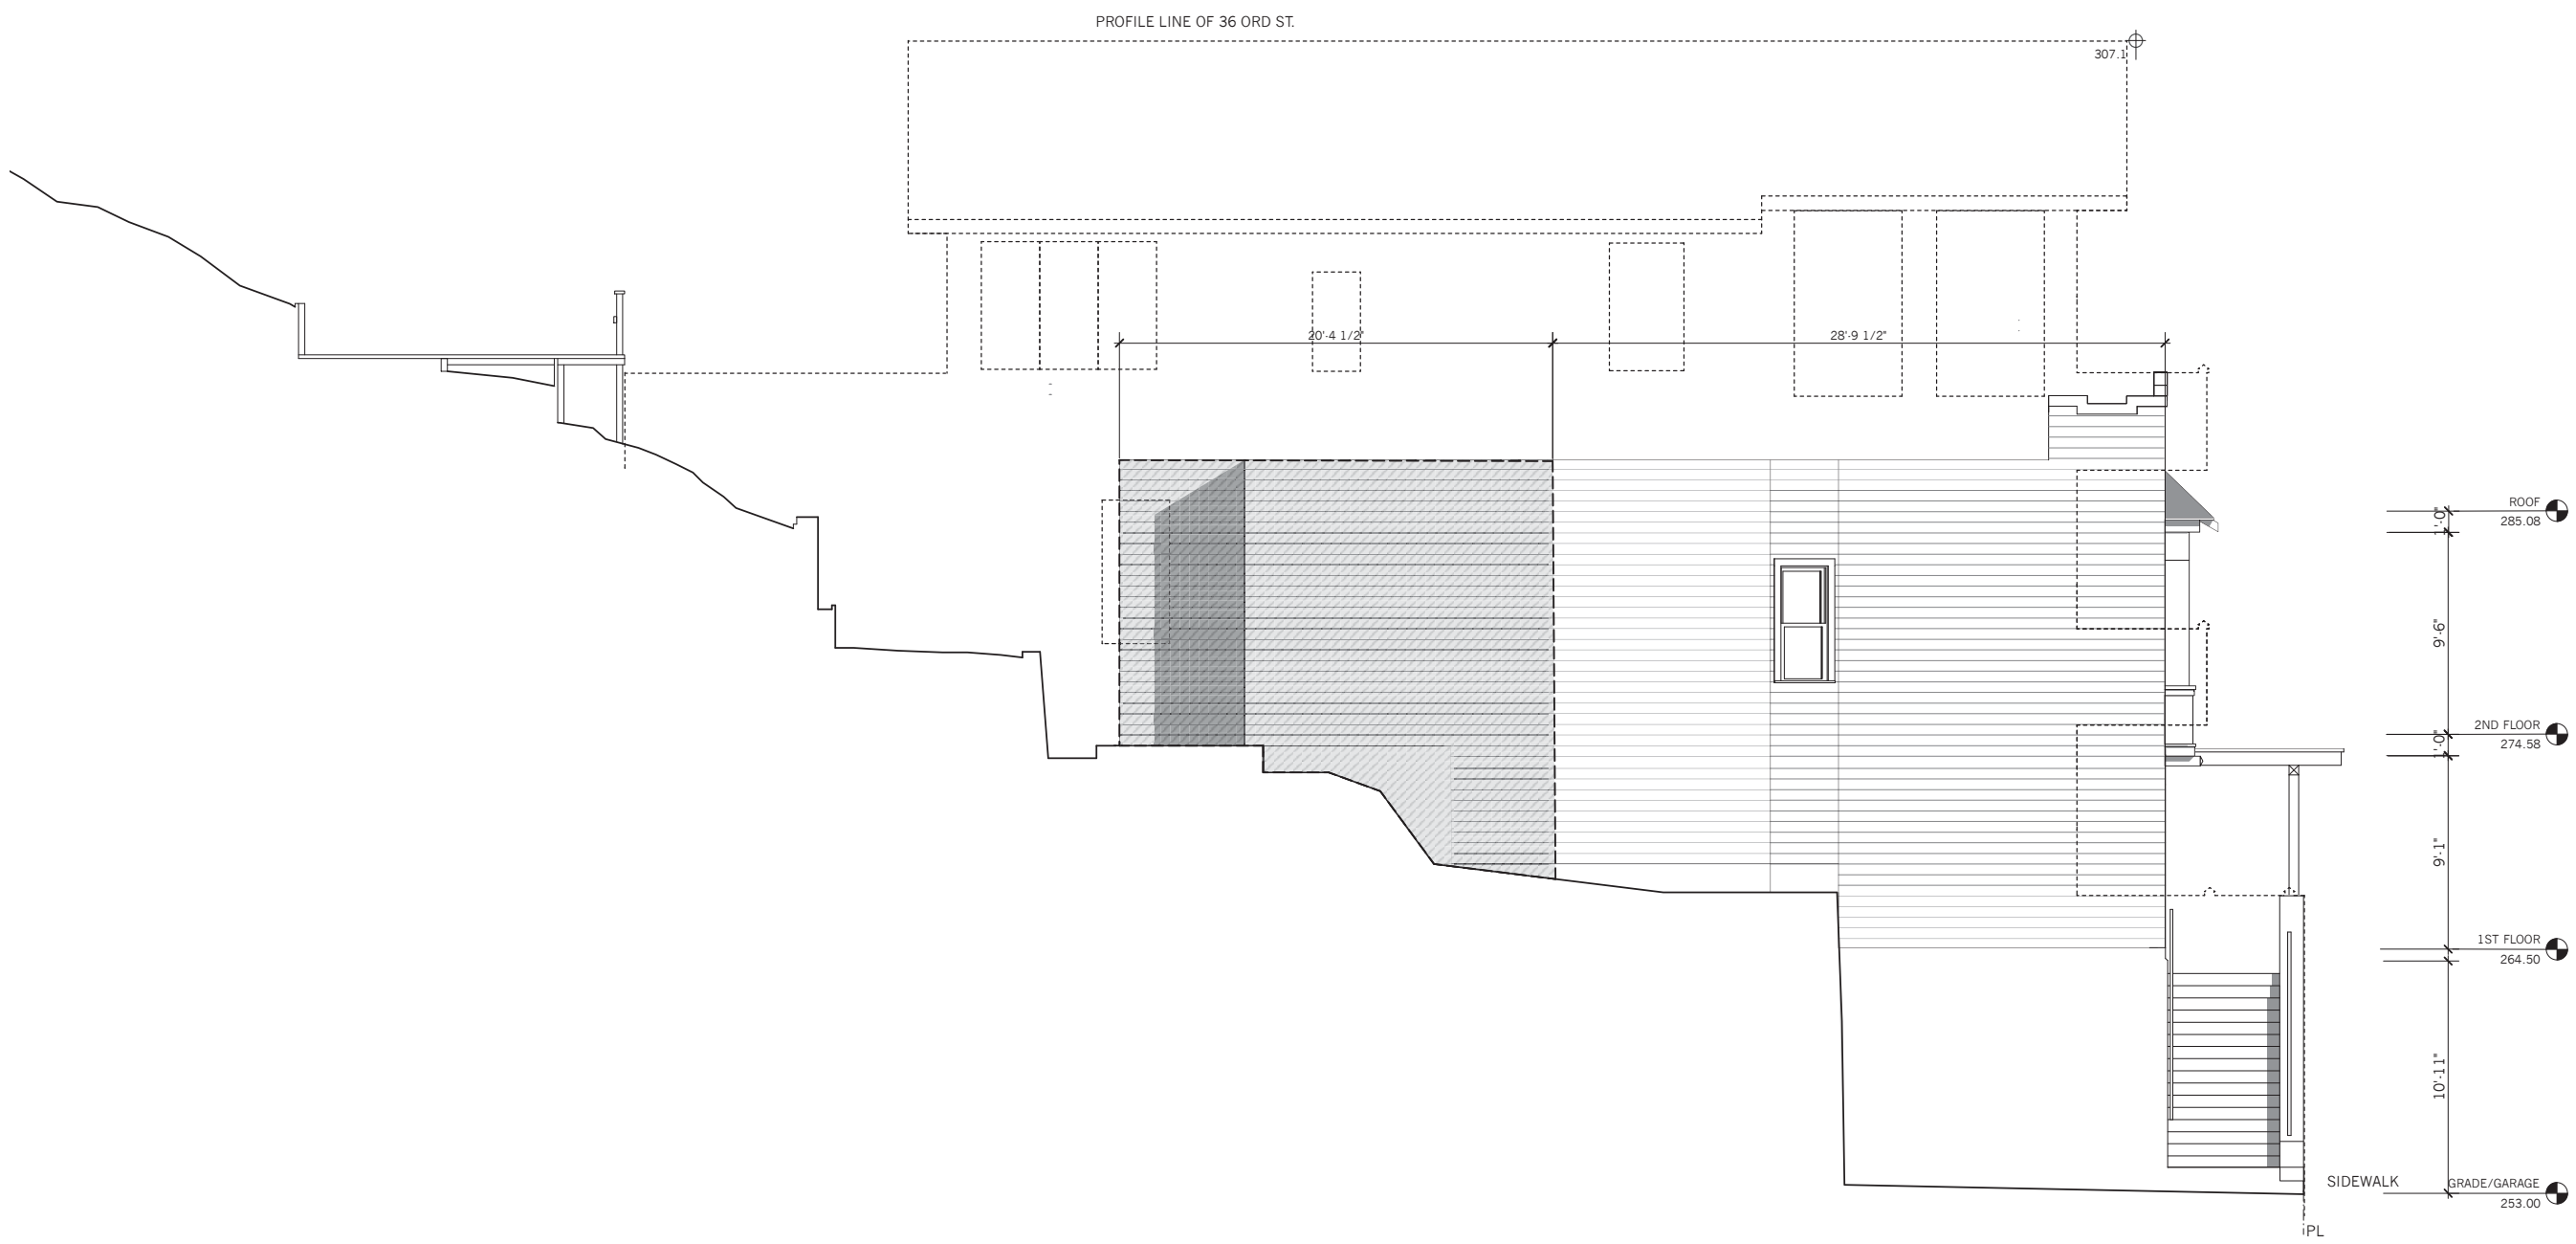 PROFILE LINE OF 36 ORD ST.
307.1
20'-4 1/2"
28'-9 1/2"
ROOF
285.08
1'-0"
9'-6"
2ND FLOOR
274.58
1'-0"
9'-1"
1ST FLOOR
264.50
10'-11"
SIDEWALK
GRADE/GARAGE
253.00
PL